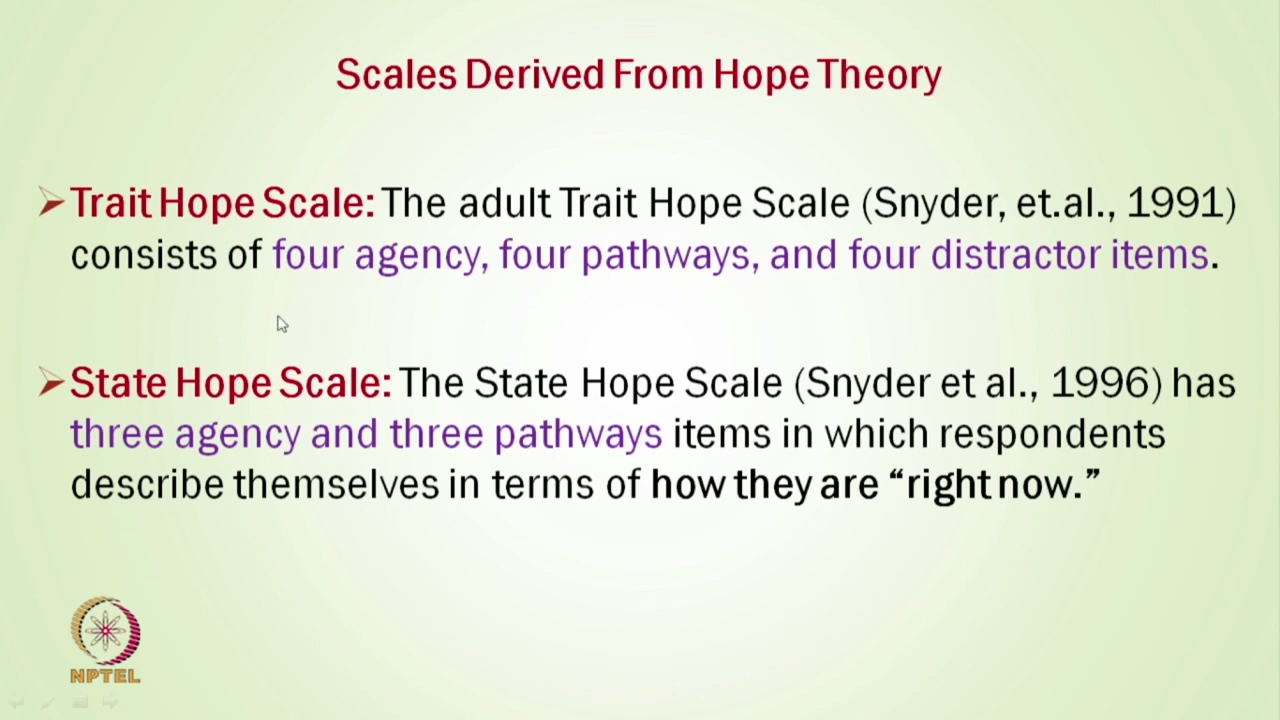 Scales Derived From Hope Theory
Trait Hope Scale: The adult Trait Hope Scale (Snyder, et.al., 1991)
consists of four agency, four pathways, and four distractor items.
State Hope Scale: The State Hope Scale (Snyder et al., 1996) has
three agency and three pathways items in which respondents
describe themselves in terms of how they are “right now.”
NPTEL